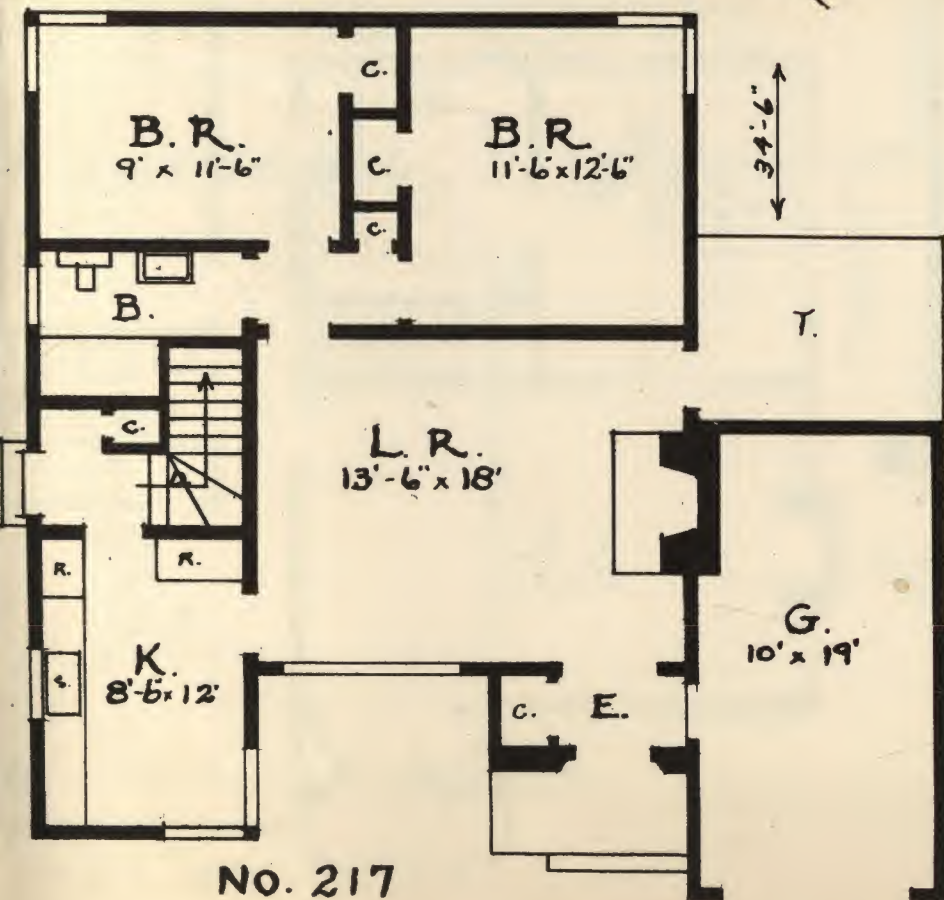 C.
B. R.
9' x 11'-6"
B. R
11'-6" x 12'-6"
34'-6"
C.
C.
B.
T.
C.
L. R.
13'-6" x 18'
R.
R.
G.
10' x 19'
K.
8'-6" x 12'
S.
C.
E.
NO. 217